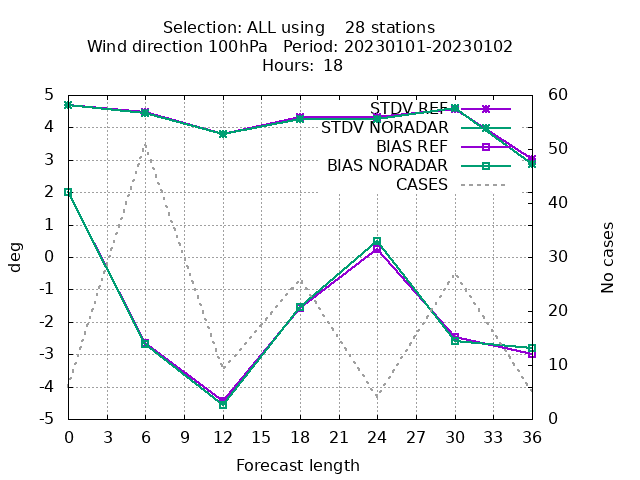 Selection: ALL using    28 stations
Wind direction 100hPa   Period: 20230101-20230102
Hours:  18
STDV REF
STDV NORADAR
BIAS REF
BIAS NORADAR
CASES
5
4
3
2
1
0
-1
-2
-3
-4
-5
deg
60
50
40
30
20
10
0
No cases
0 3 6 9 12 15 18 21 24 27 30 33 36
Forecast length